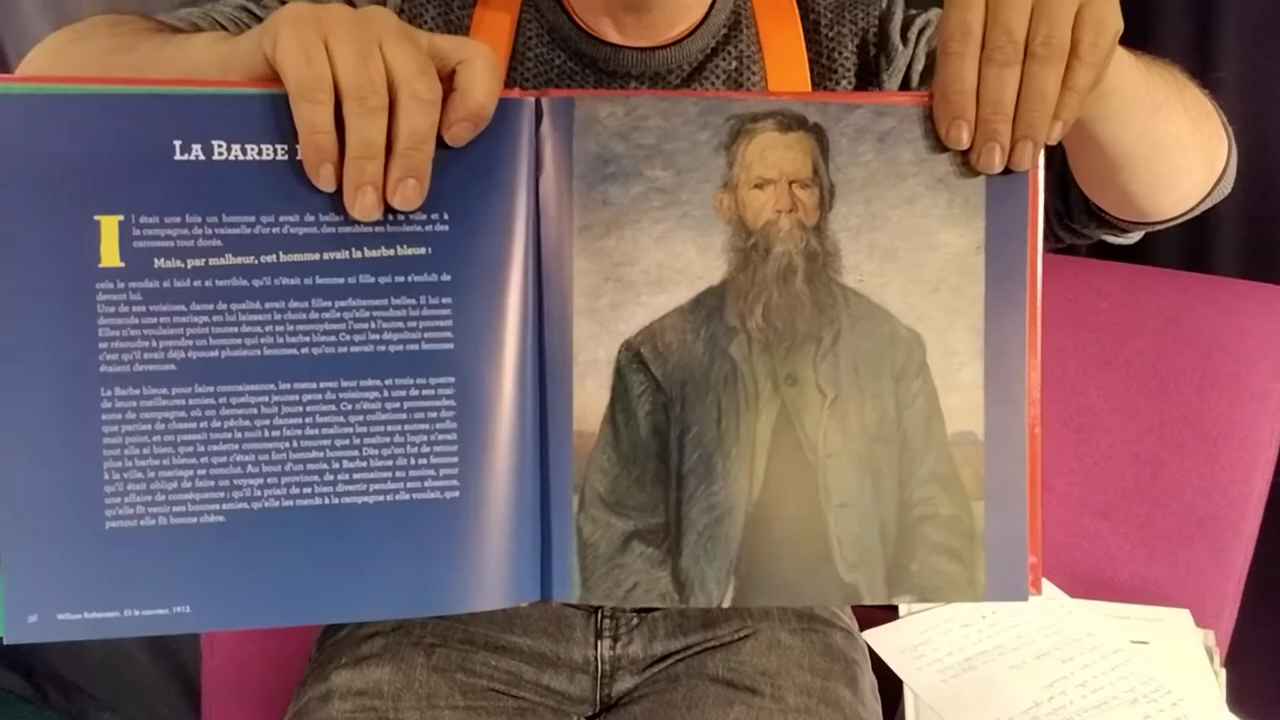 LA BARBE
Il était une fois un homme qui avait de belles à la ville et à
la campagne, de la vaisselle d'or et d'argent, des meubles en broderie, et des
carrosses tout dorés.
Mais, par malheur, cet homme avait la barbe bleue :
cela le rendait si laid et si terrible, qu'il n'était ni femme ni fille qui ne s'enfuît de
devant lui.
Une de ses voisines, dame de qualité, avait deux filles parfaitement belles. Il lui en
demanda une en mariage, en lui laissant le choix de celle qu'elle voudrait lui donner.
Elles n'en voulaient point toutes deux, et se le renvoyèrent l'une à l'autre, ne pouvant
se résoudre à prendre un homme qui eût la barbe bleue. Ce qui les dégoûtait encore,
c'est qu'il avait déjà épousé plusieurs femmes, et qu'on ne savait ce que ces femmes
étaient devenues.
La Barbe bleue, pour faire connaissance, les mena avec leur mère, et trois ou quatre
de leurs meilleures amies, et quelques jeunes gens du voisinage, à une de ses mai-
sons de campagne, où on demeura huit jours entiers. Ce n'était que promenades,
que parties de chasse et de pêche, que danses et festins, que collations : on ne dor-
mait point, et on passait toute la nuit à se faire des malices les uns aux autres ; enfin
tout alla si bien, que la cadette commença à trouver que le maître du logis n'avait
plus la barbe si bleue, et que c'était un fort honnête homme. Dès qu'on fut de retour
à la ville, le mariage se conclut. Au bout d'un mois, la Barbe bleue dit à sa femme
qu'il était obligé de faire un voyage en province, de six semaines au moins, pour
une affaire de conséquence ; qu'il la priait de se bien divertir pendant son absence,
qu'elle fît venir ses bonnes amies, qu'elle les menât à la campagne si elle voulait, que
partout elle fît bonne chère.
William Rothenstein, Eli le couvreur, 1913.